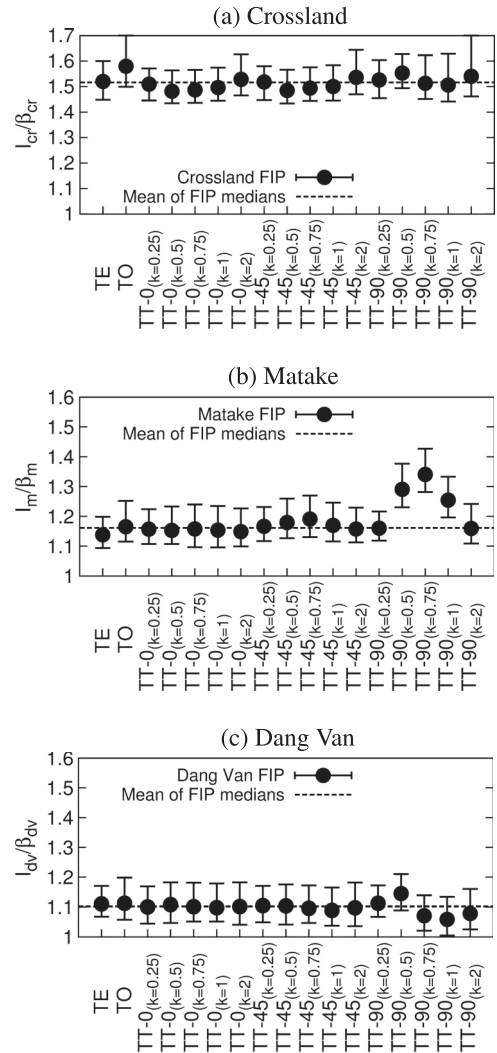 (a) Crossland
1.7
1.6
1.5
1.4
1.3
1.2
1.1
1
I_cr/β_cr
Crossland FIP
Mean of FIP medians
TE
TO
TT-0(k=0.25)
TT-0(k=0.5)
TT-0(k=0.75)
TT-0(k=1)
TT-0(k=2)
TT-45(k=0.25)
TT-45(k=0.5)
TT-45(k=0.75)
TT-45(k=1)
TT-45(k=2)
TT-90(k=0.25)
TT-90(k=0.5)
TT-90(k=0.75)
TT-90(k=1)
TT-90(k=2)
(b) Matake
1.6
1.5
1.4
1.3
1.2
1.1
1
I_m/β_m
Matake FIP
Mean of FIP medians
TE
TO
TT-0(k=0.25)
TT-0(k=0.5)
TT-0(k=0.75)
TT-0(k=1)
TT-0(k=2)
TT-45(k=0.25)
TT-45(k=0.5)
TT-45(k=0.75)
TT-45(k=1)
TT-45(k=2)
TT-90(k=0.25)
TT-90(k=0.5)
TT-90(k=0.75)
TT-90(k=1)
TT-90(k=2)
(c) Dang Van
1.6
1.5
1.4
1.3
1.2
1.1
1
I_dv/β_dv
Dang Van FIP
Mean of FIP medians
TE
TO
TT-0(k=0.25)
TT-0(k=0.5)
TT-0(k=0.75)
TT-0(k=1)
TT-0(k=2)
TT-45(k=0.25)
TT-45(k=0.5)
TT-45(k=0.75)
TT-45(k=1)
TT-45(k=2)
TT-90(k=0.25)
TT-90(k=0.5)
TT-90(k=0.75)
TT-90(k=1)
TT-90(k=2)